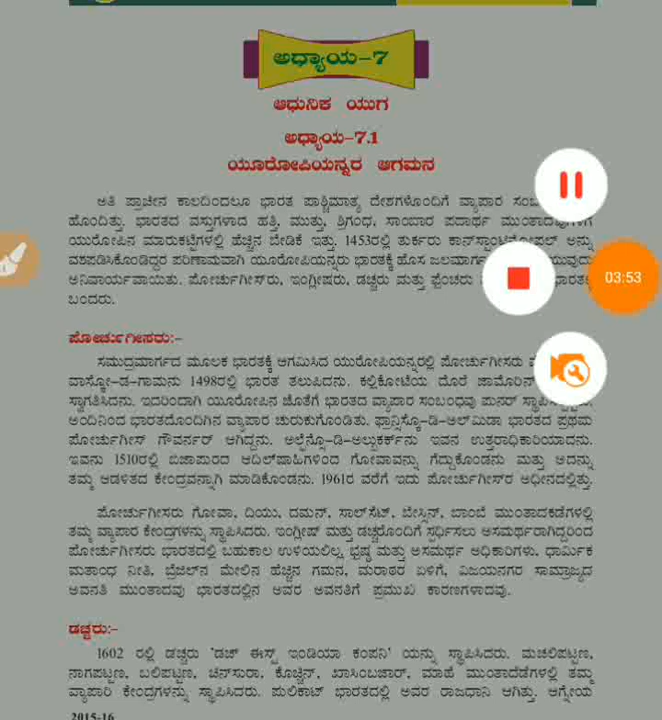 ಅಧ್ಯಾಯ-7
ಆಧುನಿಕ ಯುಗ
ಅಧ್ಯಾಯ-7.1
ಯೂರೋಪಿಯನ್ನರ ಆಗಮನ
ಅತಿ ಪ್ರಾಚೀನ ಕಾಲದಿಂದಲೂ ಭಾರತ ಪಾಶ್ಚಿಮಾತ್ಯ ದೇಶಗಳೊಂದಿಗೆ ವ್ಯಾಪಾರ
ಹೊಂದಿತ್ತು. ಭಾರತದ ವಸ್ತುಗಳಾದ ಹತ್ತಿ, ಮುತ್ತು, ಶ್ರಿಗಂಧ, ಸಾಂಬಾರ ಪದಾರ್ಥ
ಯುರೋಪಿನ ಮಾರುಕಟ್ಟೆಗಳಲ್ಲಿ ಹೆಚ್ಚಿನ ಬೇಡಿಕೆ ಇತ್ತು. 1453ರಲ್ಲಿ ತುರ್ಕರು ಅನ್ನು
ವಶಪಡಿಸಿಕೊಂಡಿದ್ದರ ಪರಿಣಾಮವಾಗಿ ಯೂರೋಪಿಯನ್ನರು ಭಾರತಕ್ಕೆ ಹೊಸ
ಅನಿವಾರ್ಯವಾಯಿತು. ಪೋರ್ಚುಗೀಸ್‌ರು, ಇಂಗ್ಲೀಷರು, ಡಚ್ಚರು ಮತ್ತು ಫ್ರೆಂಚರು
ಬಂದರು.
ಪೋರ್ಚುಗೀಸರು:-
ಸಮುದ್ರಮಾರ್ಗದ ಮೂಲಕ ಭಾರತಕ್ಕೆ ಆಗಮಿಸಿದ ಯುರೋಪಿಯನ್ನರಲ್ಲಿ ಪೋರ್ಚುಗೀಸರು
ವಾಸ್ಕೋ-ಡ-ಗಾಮನು 1498ರಲ್ಲಿ ಭಾರತ ತಲುಪಿದನು. ಕಲ್ಲಿಕೋಟೆಯ ದೊರೆ ಜಾಮೊರಿನ್
ಸ್ವಾಗತಿಸಿದನು. ಇದರಿಂದಾಗಿ ಯೂರೋಪಿನ ಜೊತೆಗೆ ಭಾರತದ ವ್ಯಾಪಾರ ಸಂಬಂಧವು ಪುನರ್
ಅಂದಿನಿಂದ ಭಾರತದೊಂದಿಗಿನ ವ್ಯಾಪಾರ ಚುರುಕುಗೊಂಡಿತು. ಫ್ರಾನ್ಸಿಸ್ಕೊ-ಡಿ-ಅಲ್‌ಮಿಡಾ ಭಾರತದ ಪ್ರಥಮ
ಪೋರ್ಚುಗೀಸ್ ಗೌವರ್ನರ್ ಆಗಿದ್ದನು. ಅಲ್ಫೆನ್ಸೊ-ಡಿ-ಅಲ್ಬುಕರ್ಕ್‌ನು ಇವನ ಉತ್ತರಾಧಿಕಾರಿಯಾದನು.
ಇವನು 1510ರಲ್ಲಿ ಬಿಜಾಪುರದ ಆದಿಲ್‌ಷಾಹಿಗಳಿಂದ ಗೋವಾವನ್ನು ಗೆದ್ದುಕೊಂಡನು ಮತ್ತು ಅದನ್ನು
ತಮ್ಮ ಆಡಳಿತದ ಕೇಂದ್ರವನ್ನಾಗಿ ಮಾಡಿಕೊಂಡನು. 1961ರ ವರೆಗೆ ಇದು ಪೋರ್ಚುಗೀಸ್‌ರ ಅಧೀನದಲ್ಲಿತ್ತು.
ಪೋರ್ಚುಗೀಸರು ಗೋವಾ, ದಿಯು, ದಮನ್, ಸಾಲ್‌ಸೆಟ್, ಬೇಸ್ಸಿನ್, ಬಾಂಬೆ ಮುಂತಾದಕಡೆಗಳಲ್ಲಿ
ತಮ್ಮ ವ್ಯಾಪಾರ ಕೇಂದ್ರಗಳನ್ನು ಸ್ಥಾಪಿಸಿದರು. ಇಂಗ್ಲೀಷ್ ಮತ್ತು ಡಚ್ಚರೊಂದಿಗೆ ಸ್ಪರ್ಧಿಸಲು ಅಸಮರ್ಥರಾಗಿದ್ದರಿಂದ
ಪೋರ್ಚುಗೀಸರು ಭಾರತದಲ್ಲಿ ಬಹುಕಾಲ ಉಳಿಯಲಿಲ್ಲ. ಭ್ರಷ್ಠ ಮತ್ತು ಅಸಮರ್ಥ ಅಧಿಕಾರಿಗಳು, ಧಾರ್ಮಿಕ
ಮತಾಂಧ ನೀತಿ, ಬ್ರೆಜಿಲ್‌ನ ಮೇಲಿನ ಹೆಚ್ಚಿನ ಗಮನ, ಮರಾಠರ ಏಳಿಗೆ, ವಿಜಯನಗರ ಸಾಮ್ರಾಜ್ಯದ
ಅವನತಿ ಮುಂತಾದವು ಭಾರತದಲ್ಲಿನ ಅವರ ಅವನತಿಗೆ ಪ್ರಮುಖ ಕಾರಣಗಳಾದವು.
ಡಚ್ಚರು:-
1602 ರಲ್ಲಿ ಡಚ್ಚರು 'ಡಚ್ ಈಸ್ಟ್ ಇಂಡಿಯಾ ಕಂಪನಿ' ಯನ್ನು ಸ್ಥಾಪಿಸಿದರು. ಮಚಲಿಪಟ್ಟಣ,
ನಾಗಪಟ್ಟಣ, ಬಲಿಪಟ್ಟಣ, ಚಿನ್‌ಸುರಾ, ಕೊಚ್ಚಿನ್, ಖಾಸಿಂಬಜಾರ್, ಮಾಹೆ ಮುಂತಾದೆಡೆಗಳಲ್ಲಿ ತಮ್ಮ
ವ್ಯಾಪಾರಿ ಕೇಂದ್ರಗಳನ್ನು ಸ್ಥಾಪಿಸಿದರು. ಪುಲಿಕಾಟ್ ಭಾರತದಲ್ಲಿ ಅವರ ರಾಜಧಾನಿ ಆಗಿತ್ತು. ಆಗ್ನೇಯ
2015-16
03:53